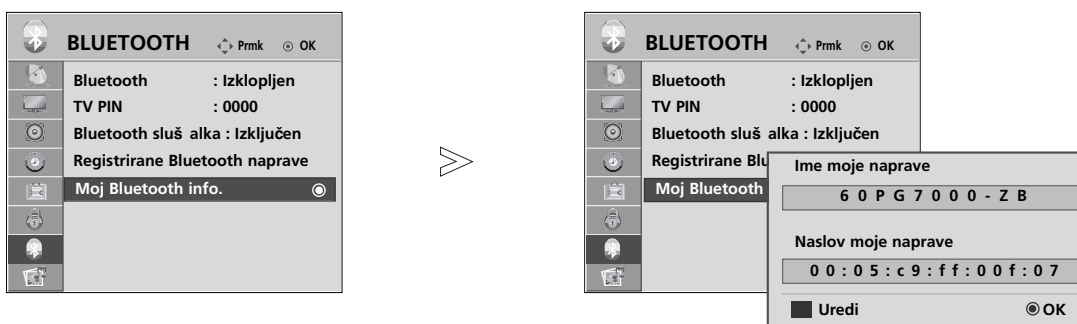 BLUETOOTH Prmk OK
Bluetooth : Izklopljen
TV PIN : 0000
Bluetooth sluš alka : Izključen
Registrirane Bluetooth naprave
Moj Bluetooth info.
BLUETOOTH Prmk OK
Bluetooth : Izklopljen
TV PIN : 0000
Bluetooth sluš alka : Izključen
Registrirane Blu
Moj Bluetooth
Ime moje naprave
6 0 P G 7 0 0 0 - Z B
Naslov moje naprave
0 0 : 0 5 : c 9 : f f : 0 0 f : 0 7
Uredi OK